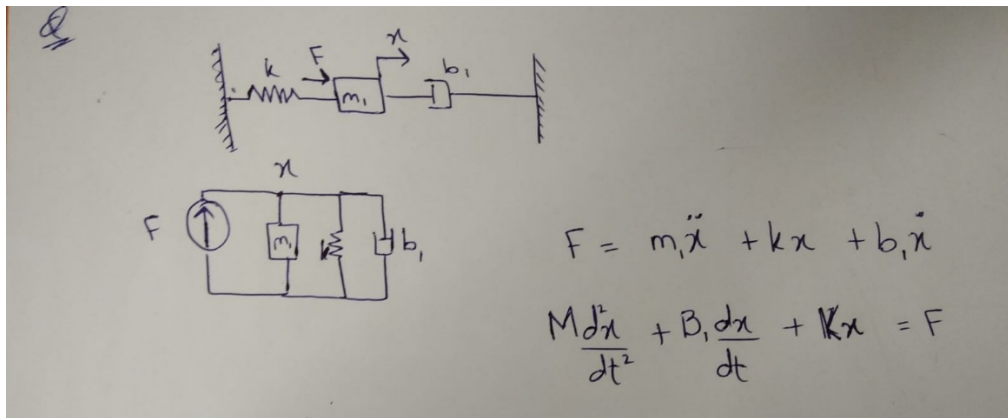 Q
k F x b₁
m₁
x
F m₁ k b₁
F = m₁ẍ + kx + b₁ẋ
M d²x/dt² + B₁ dx/dt + Kx = F